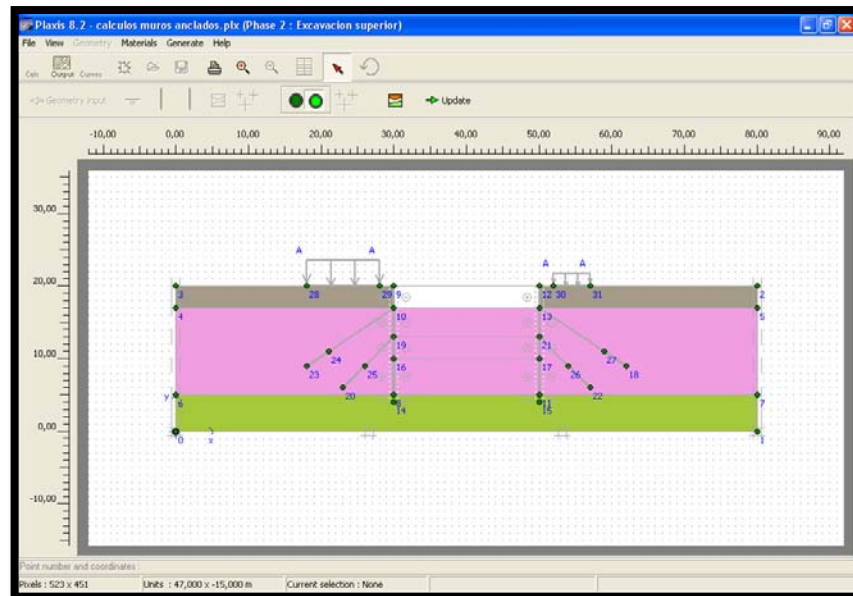 Plaxis 8.2 - calculos muros anclados.plx (Phase 2 : Excavacion superior)
File View Geometry Materials Generate Help
Calc Output Curves
Geometry input Update
-10,00 0,00 10,00 20,00 30,00 40,00 50,00 60,00 70,00 80,00 90,00
30,00
A A A A
20,00
3 28 29 9 12 30 31 2
4 10 13 5
10,00
24 19 21 27
23 25 16 17 26 18
20 22
y 6 14 11 15 7
0,00
0 x 1
-10,00
Point number and coordinates :
Pixels : 523 x 451 Units : 47,000 x -15,000 m Current selection : None